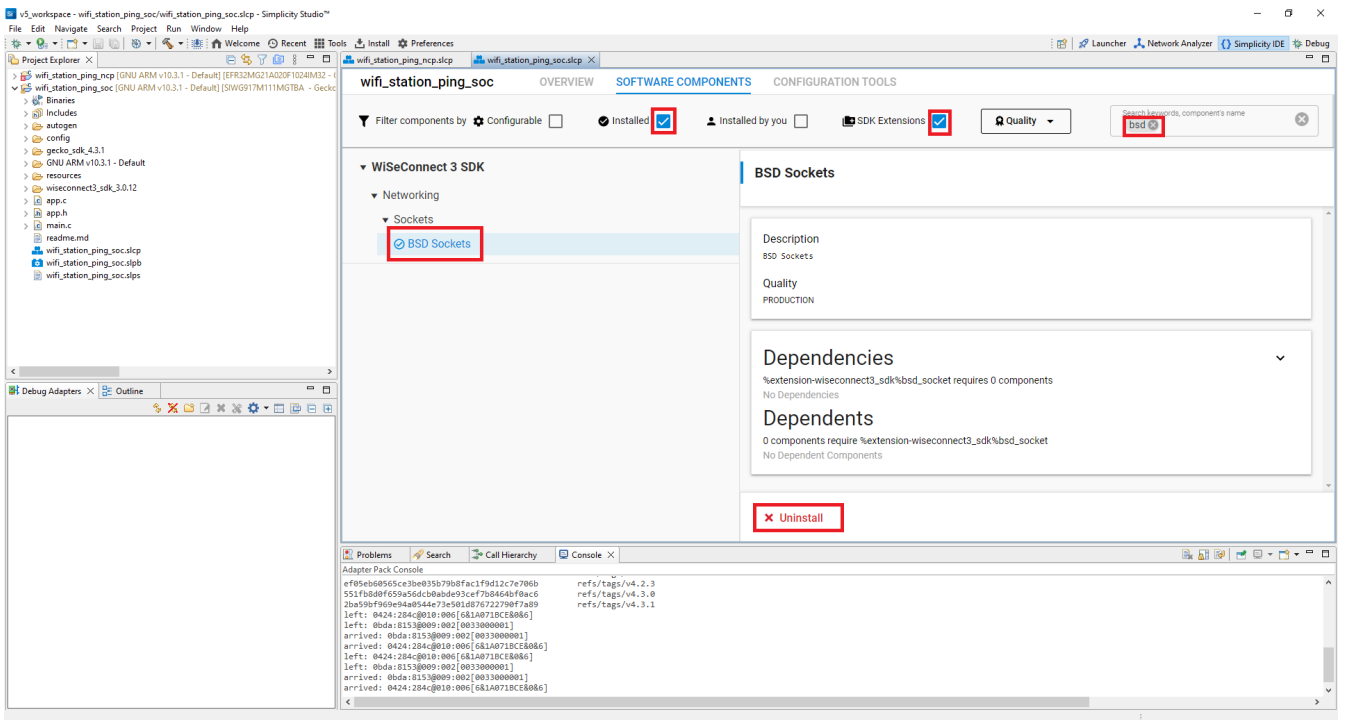 v5_workspace - wifi_station_ping_soc/wifi_station_ping_soc.slcp - Simplicity Studio™
File Edit Navigate Search Project Run Window Help
Welcome Recent Tools Install Preferences
Launcher Network Analyzer {} Simplicity IDE Debug
Project Explorer
wifi_station_ping_ncp [GNU ARM v10.3.1 - Default] [EFR32MG21A020F1024IM32 - (
wifi_station_ping_soc [GNU ARM v10.3.1 - Default] [SIWG917M111MGTBA - Gecko
Binaries
Includes
autogen
config
gecko_sdk_4.3.1
GNU ARM v10.3.1 - Default
resources
wiseconnect3_sdk_3.0.12
app.c
app.h
main.c
readme.md
wifi_station_ping_soc.slcp
wifi_station_ping_soc.slpb
wifi_station_ping_soc.slps
Debug Adapters Outline
wifi_station_ping_ncp.slcp wifi_station_ping_soc.slcp
wifi_station_ping_soc OVERVIEW SOFTWARE COMPONENTS CONFIGURATION TOOLS
Filter components by Configurable Installed Installed by you SDK Extensions Quality
Search keywords, component's name
bsd
WiSeConnect 3 SDK
Networking
Sockets
BSD Sockets
BSD Sockets
Description
BSD Sockets
Quality
PRODUCTION
Dependencies
%extension-wiseconnect3_sdk%bsd_socket requires 0 components
No Dependencies
Dependents
0 components require %extension-wiseconnect3_sdk%bsd_socket
No Dependent Components
Uninstall
Problems Search Call Hierarchy Console
Adapter Pack Console
ef05eb60565ce3be035b79b8fac1f9d12c7e706b refs/tags/v4.2.3
551fb8d0f659a56dcb0abde93cef7b8464bf0ac6 refs/tags/v4.3.0
2ba59bf969e94a0544e73e501d876722790f7a89 refs/tags/v4.3.1
left: 0424:284c@010:006[6&1A071BCE&0&6]
left: 0bda:8153@009:002[0033000001]
arrived: 0bda:8153@009:002[0033000001]
arrived: 0424:284c@010:006[6&1A071BCE&0&6]
left: 0424:284c@010:006[6&1A071BCE&0&6]
left: 0bda:8153@009:002[0033000001]
arrived: 0bda:8153@009:002[0033000001]
arrived: 0424:284c@010:006[6&1A071BCE&0&6]